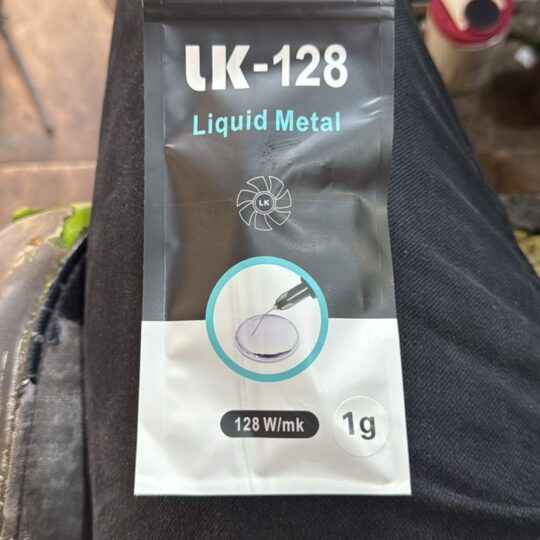 LK-128
Liquid Metal
LK
128 W/mk
1g